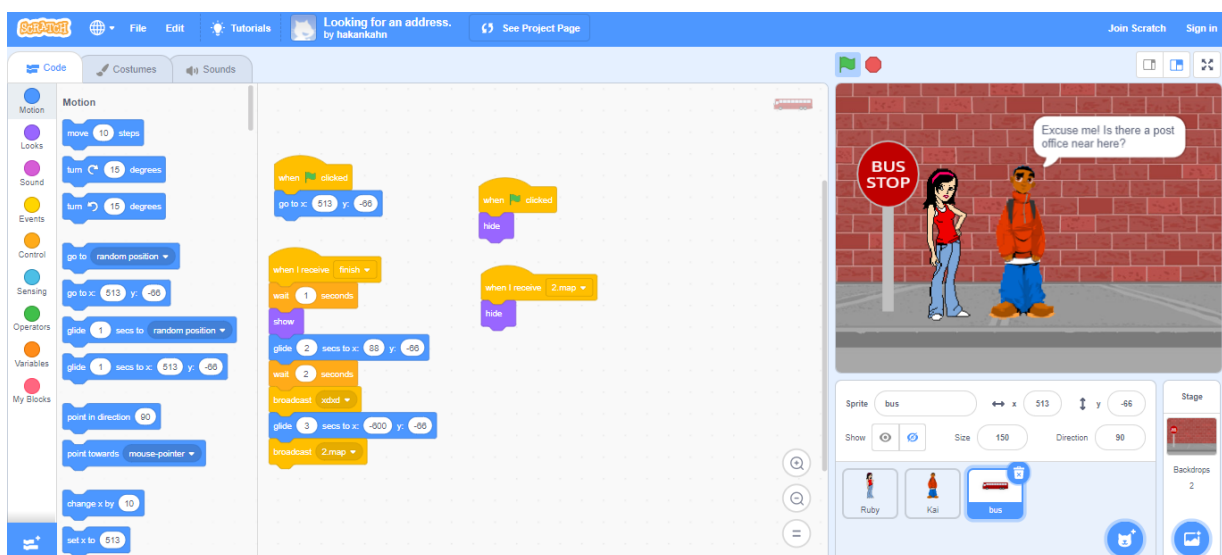 SCRATCH
File
Edit
Tutorials
Looking for an address.
by hakankahn
See Project Page
Join Scratch
Sign in
Code
Costumes
Sounds
Motion
Looks
Sound
Events
Control
Sensing
Operators
Variables
My Blocks
Motion
move 10 steps
turn 15 degrees
turn 15 degrees
go to random position
go to x: 513 y: -66
glide 1 secs to random position
glide 1 secs to x: 513 y: -66
point in direction 90
point towards mouse-pointer
change x by 10
set x to 513
when clicked
go to x: 513 y: -66
when I receive finish
wait 1 seconds
show
glide 2 secs to x: 88 y: -66
wait 2 seconds
broadcast xdxd
glide 3 secs to x: -600 y: -66
broadcast 2.map
when clicked
hide
when I receive 2.map
hide
Excuse me! Is there a post
office near here?
BUS
STOP
Sprite bus x 513 y -66
Show Size 150 Direction 90
Ruby
Kai
bus
Stage
Backdrops
2